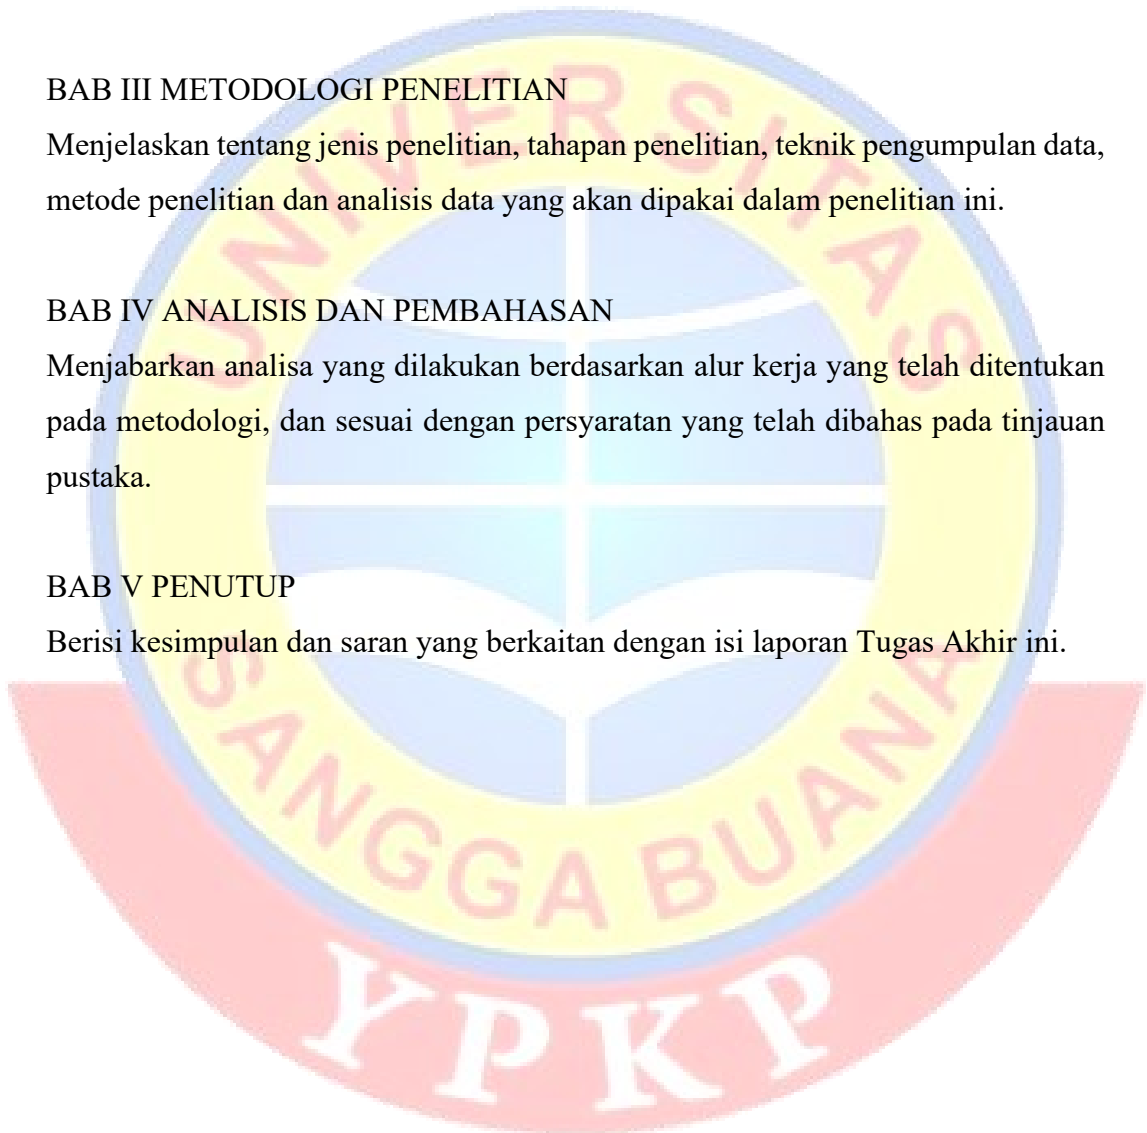 BAB III METODOLOGI PENELITIAN
Menjelaskan tentang jenis penelitian, tahapan penelitian, teknik pengumpulan data,
metode penelitian dan analisis data yang akan dipakai dalam penelitian ini.
BAB IV ANALISIS DAN PEMBAHASAN
Menjabarkan analisa yang dilakukan berdasarkan alur kerja yang telah ditentukan
pada metodologi, dan sesuai dengan persyaratan yang telah dibahas pada tinjauan
pustaka.
BAB V PENUTUP
Berisi kesimpulan dan saran yang berkaitan dengan isi laporan Tugas Akhir ini.
UNIVERSITAS
SANGGA BUANA
YPKP